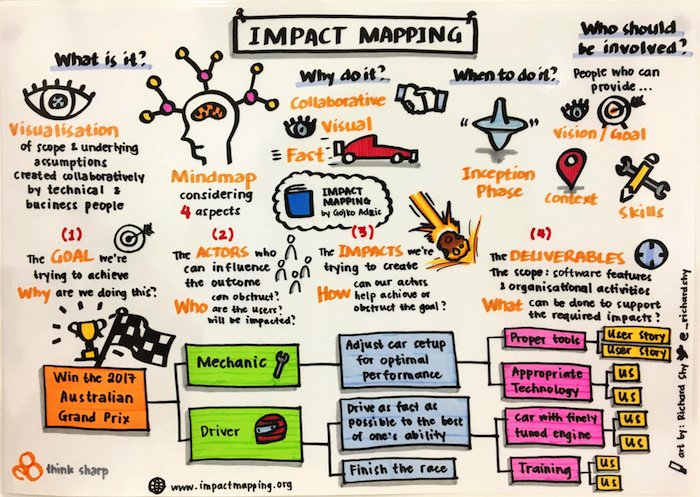 IMPACT MAPPING
What is it?
Visualisation
of scope & underlying
assumptions
created collaboratively
by technical &
business people
Mindmap
considering
4 aspects
Why do it?
Collaborative
Visual
Fast
IMPACT
MAPPING
by Gojko Adzic
When to do it?
"
"
Inception
Phase
Who should
be involved?
People who can
provide...
Vision/Goal
Context
Skills
(1)
The GOAL we're
trying to achieve
Why are we doing this?
(2)
The ACTORS who
can influence
the outcome
can obstruct?
Who are the users?
will be impacted?
(3)
The IMPACTS we're
trying to create
can our actors
How help achieve or
obstruct the goal?
(4)
The DELIVERABLES
The scope: software features
& organisational activities
What can be done to support
the required impacts?
Win the 2017
Australian
Grand Prix
Mechanic
Driver
Adjust car setup
for optimal
performance
Drive as fast as
possible to the best
of one's ability
Finish the race
Proper tools
User Story
User Story
Appropriate
Technology
US
US
Car with finely
tuned engine
US
US
Training
US
US
think sharp
www.impactmapping.org
art by: Richard Shy @_richardshy